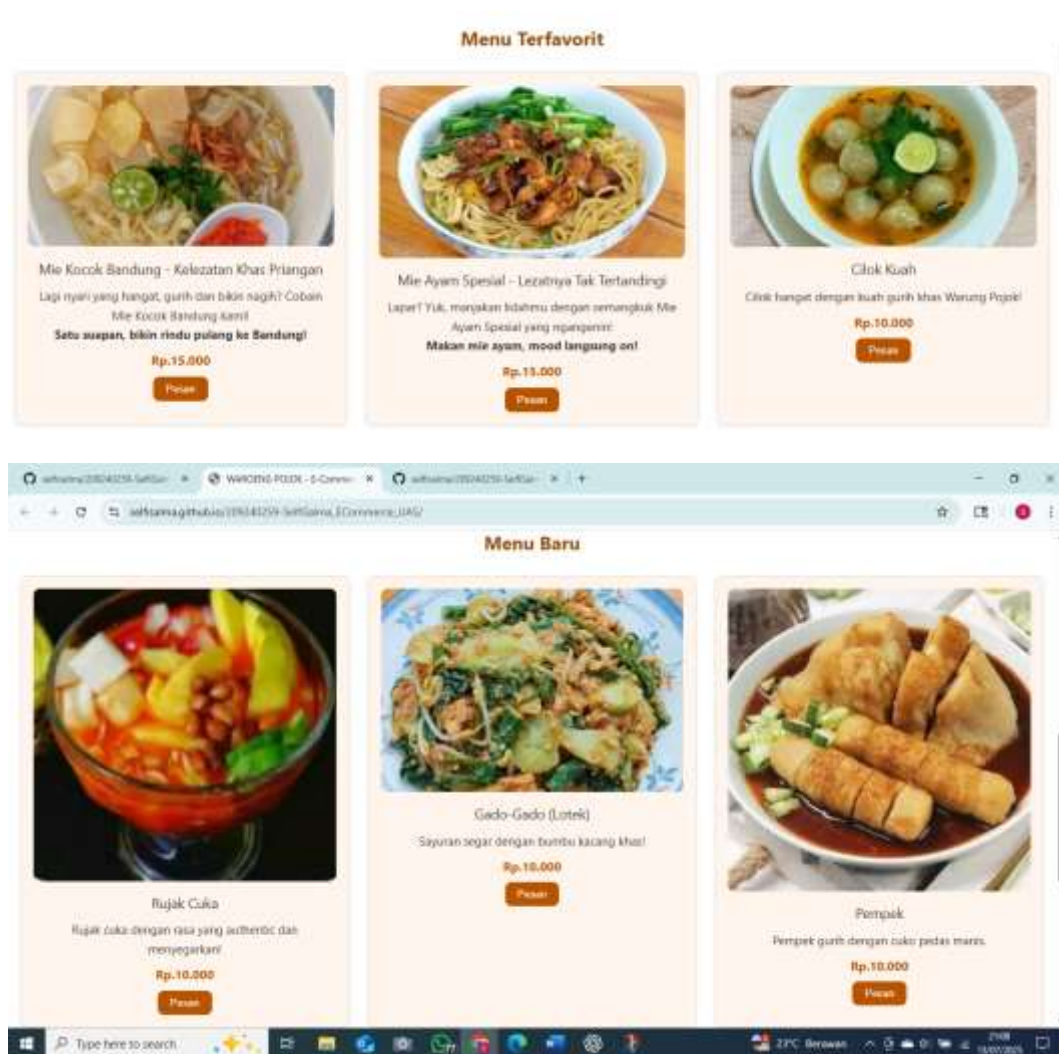 Menu Terfavorit
Mie Kocok Bandung - Kelezatan Khas Priangan
Lagi nyari yang hangat, gurih dan bikin nagih? Cobain
Mie Kocok Bandung kami!
Satu suapan, bikin rindu pulang ke Bandung!
Rp.15.000
Pesan
Mie Ayam Spesial - Lezatnya Tak Tertandingi
Laper? Yuk, manjakan lidahmu dengan semangkuk Mie
Ayam Spesial yang ngangenin!
Makan mie ayam, mood langsung on!
Rp.15.000
Pesan
Cilok Kuah
Cilok hangat dengan kuah gurih khas Warung Pojok!
Rp.10.000
Pesan
Menu Baru
Rujak Cuka
Rujak cuka dengan rasa yang authentic dan
menyegarkan!
Rp.10.000
Pesan
Gado-Gado (Lotek)
Sayuran segar dengan bumbu kacang khas!
Rp.10.000
Pesan
Pempek
Pempek gurih dengan cuko pedas manis.
Rp.10.000
Pesan
Type here to search
23°C Berawan